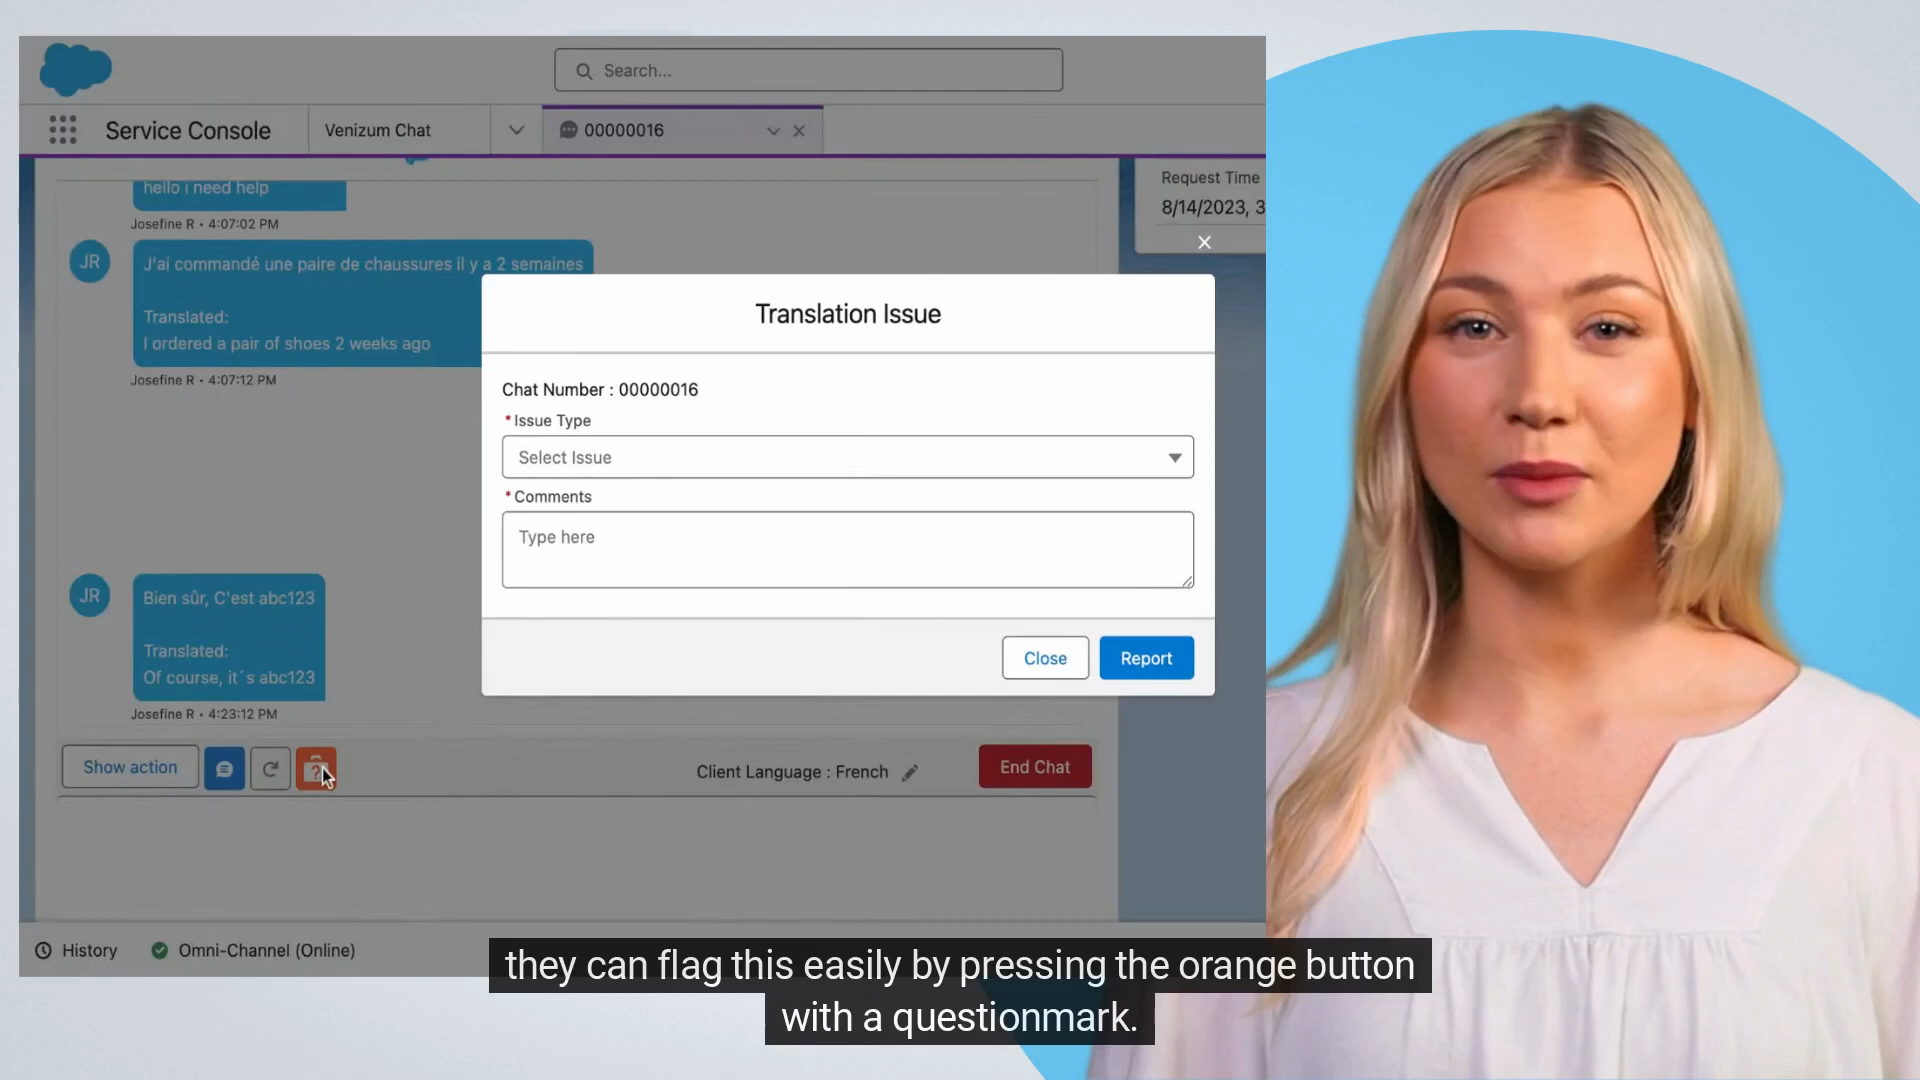 Search...
Service Console
Venizum Chat
00000016
hello i need help
Josefine R • 4:07:02 PM
JR
J'ai commandé une paire de chaussures il y a 2 semaines
Translated:
I ordered a pair of shoes 2 weeks ago
Josefine R • 4:07:12 PM
JR
Bien sûr, C'est abc123
Translated:
Of course, it´s abc123
Josefine R • 4:23:12 PM
Request Time
8/14/2023, 3
Translation Issue
Chat Number : 00000016
* Issue Type
Select Issue
* Comments
Type here
Close
Report
Show action
?
Client Language : French
End Chat
History
Omni-Channel (Online)
they can flag this easily by pressing the orange button
with a questionmark.